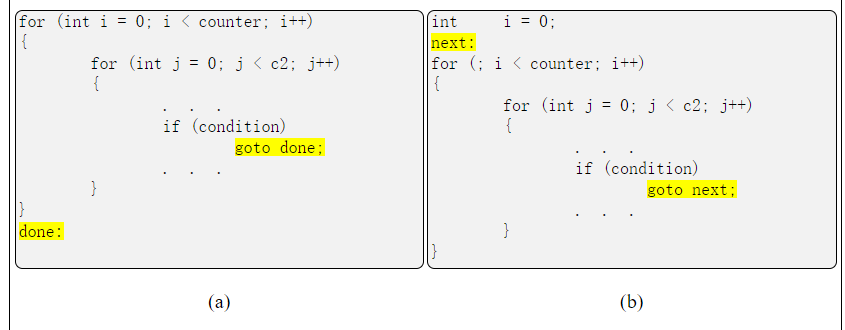 for (int i = 0; i < counter; i++)
{
for (int j = 0; j < c2; j++)
{
. . .
if (condition)
goto done;
. . .
}
}
done:
(a)
int i = 0;
next:
for (; i < counter; i++)
{
for (int j = 0; j < c2; j++)
{
. . .
if (condition)
goto next;
. . .
}
}
(b)